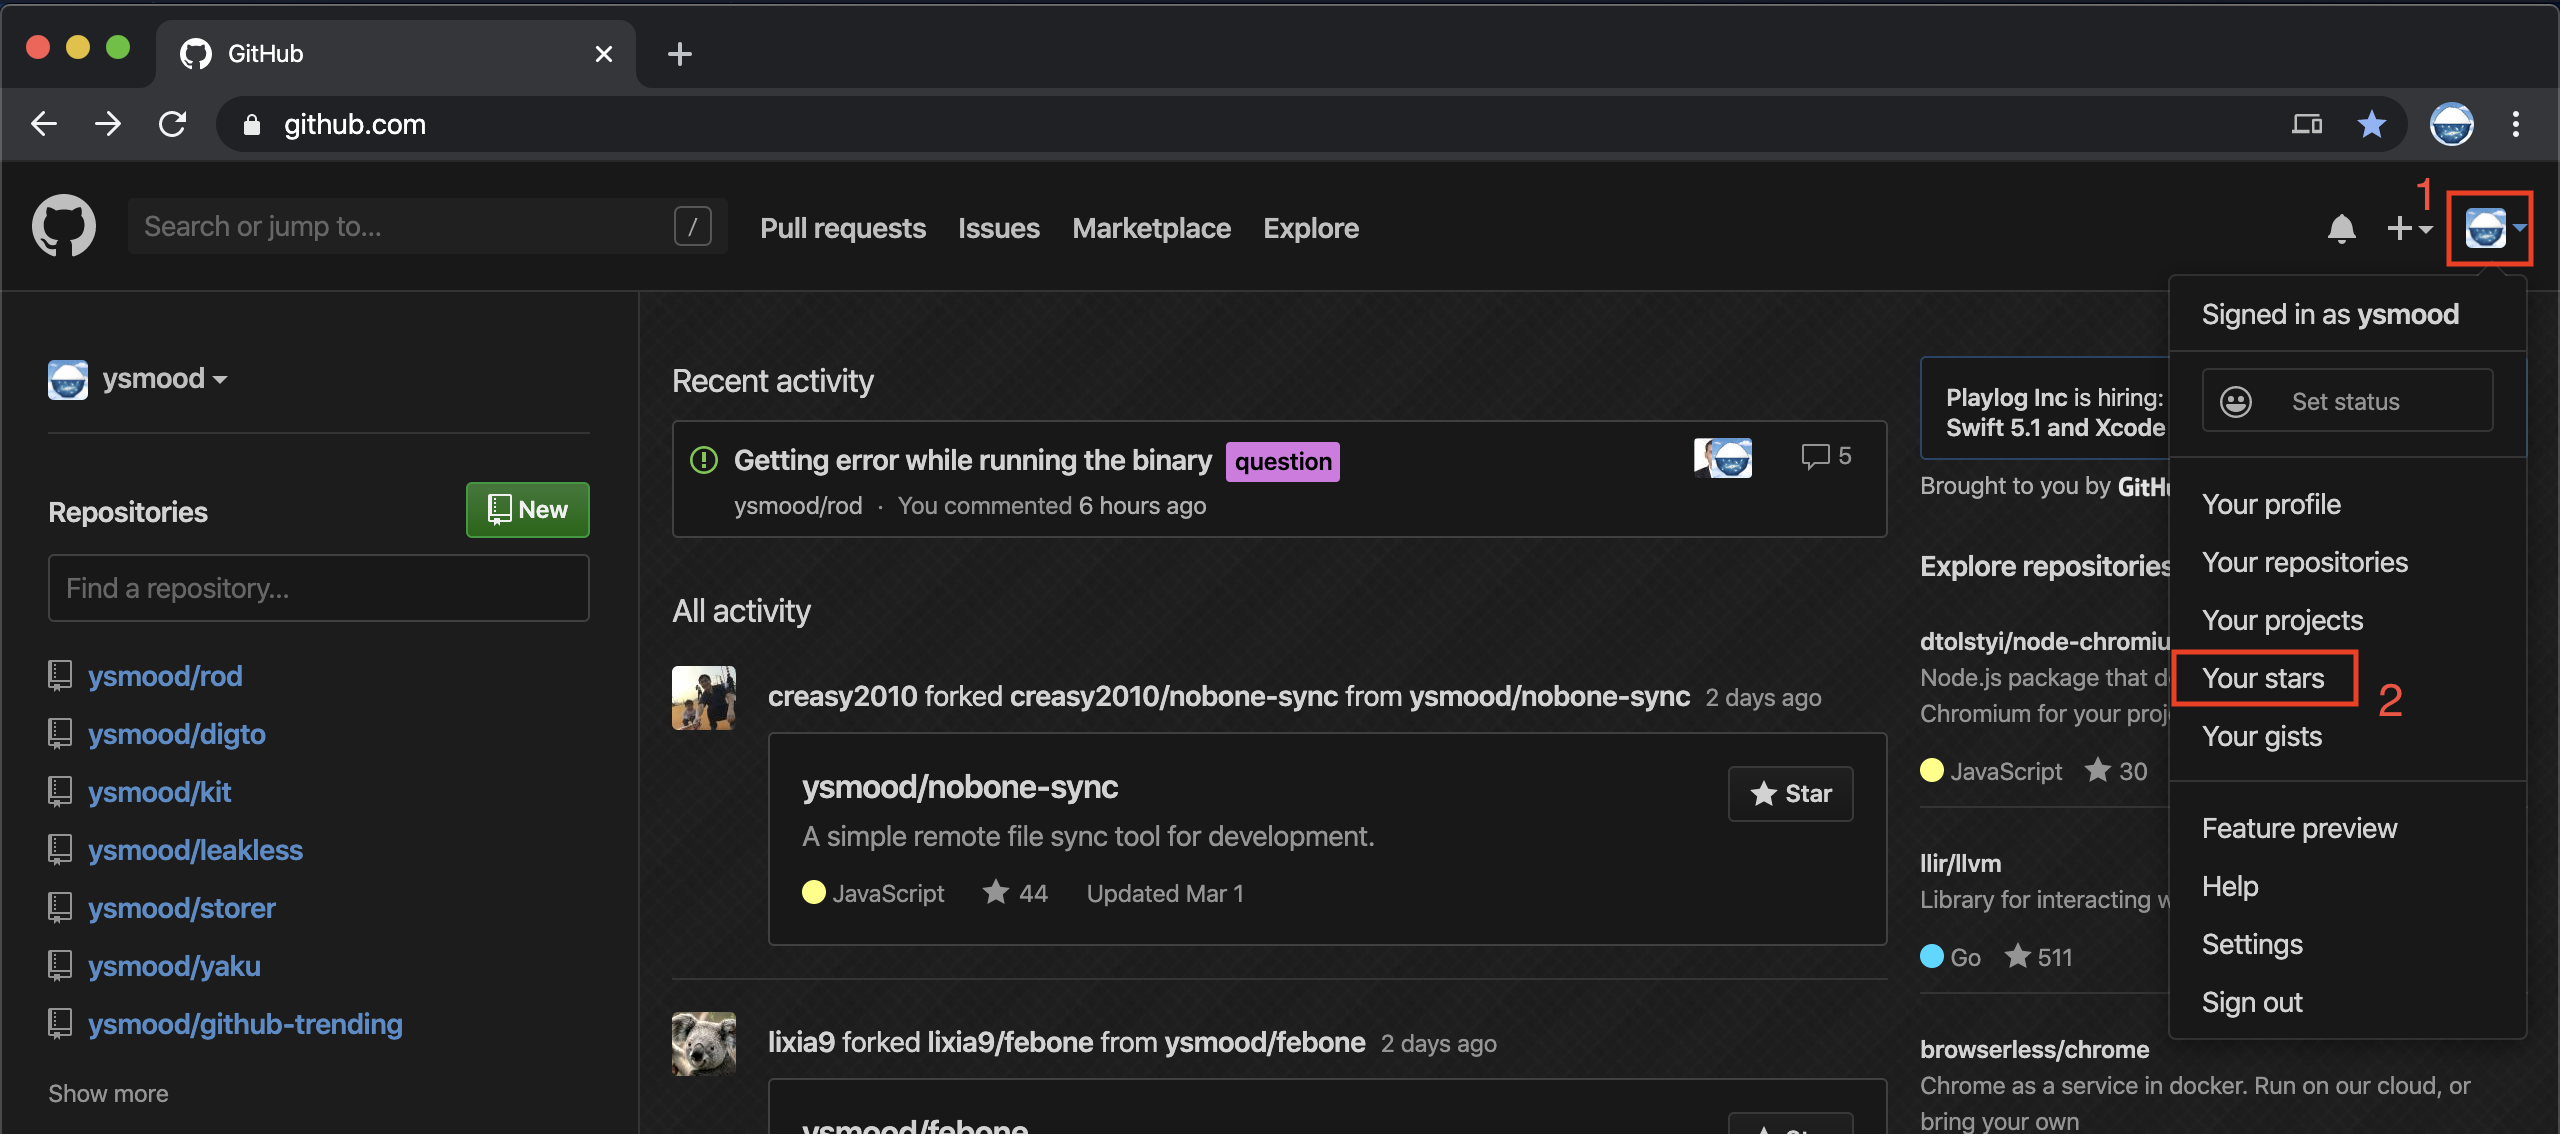 GitHub
github.com
Search or jump to...
/
Pull requests
Issues
Marketplace
Explore
1
ysmood
Repositories
New
Find a repository...
ysmood/rod
ysmood/digto
ysmood/kit
ysmood/leakless
ysmood/storer
ysmood/yaku
ysmood/github-trending
Show more
Recent activity
Getting error while running the binary question
5
ysmood/rod · You commented 6 hours ago
All activity
creasy2010 forked creasy2010/nobone-sync from ysmood/nobone-sync 2 days ago
ysmood/nobone-sync
Star
A simple remote file sync tool for development.
JavaScript 44 Updated Mar 1
lixia9 forked lixia9/febone from ysmood/febone 2 days ago
ysmood/febone
Playlog Inc is hiring:
Swift 5.1 and Xcode
Brought to you by
Explore repositories
dtolstyi/node-chromiu
Node.js package that d
Chromium for your proj
JavaScript 30
llir/llvm
Library for interacting w
Go 511
browserless/chrome
Chrome as a service in docker. Run on our cloud, or
bring your own
Signed in as ysmood
Set status
Your profile
Your repositories
Your projects
Your stars
2
Your gists
Feature preview
Help
Settings
Sign out